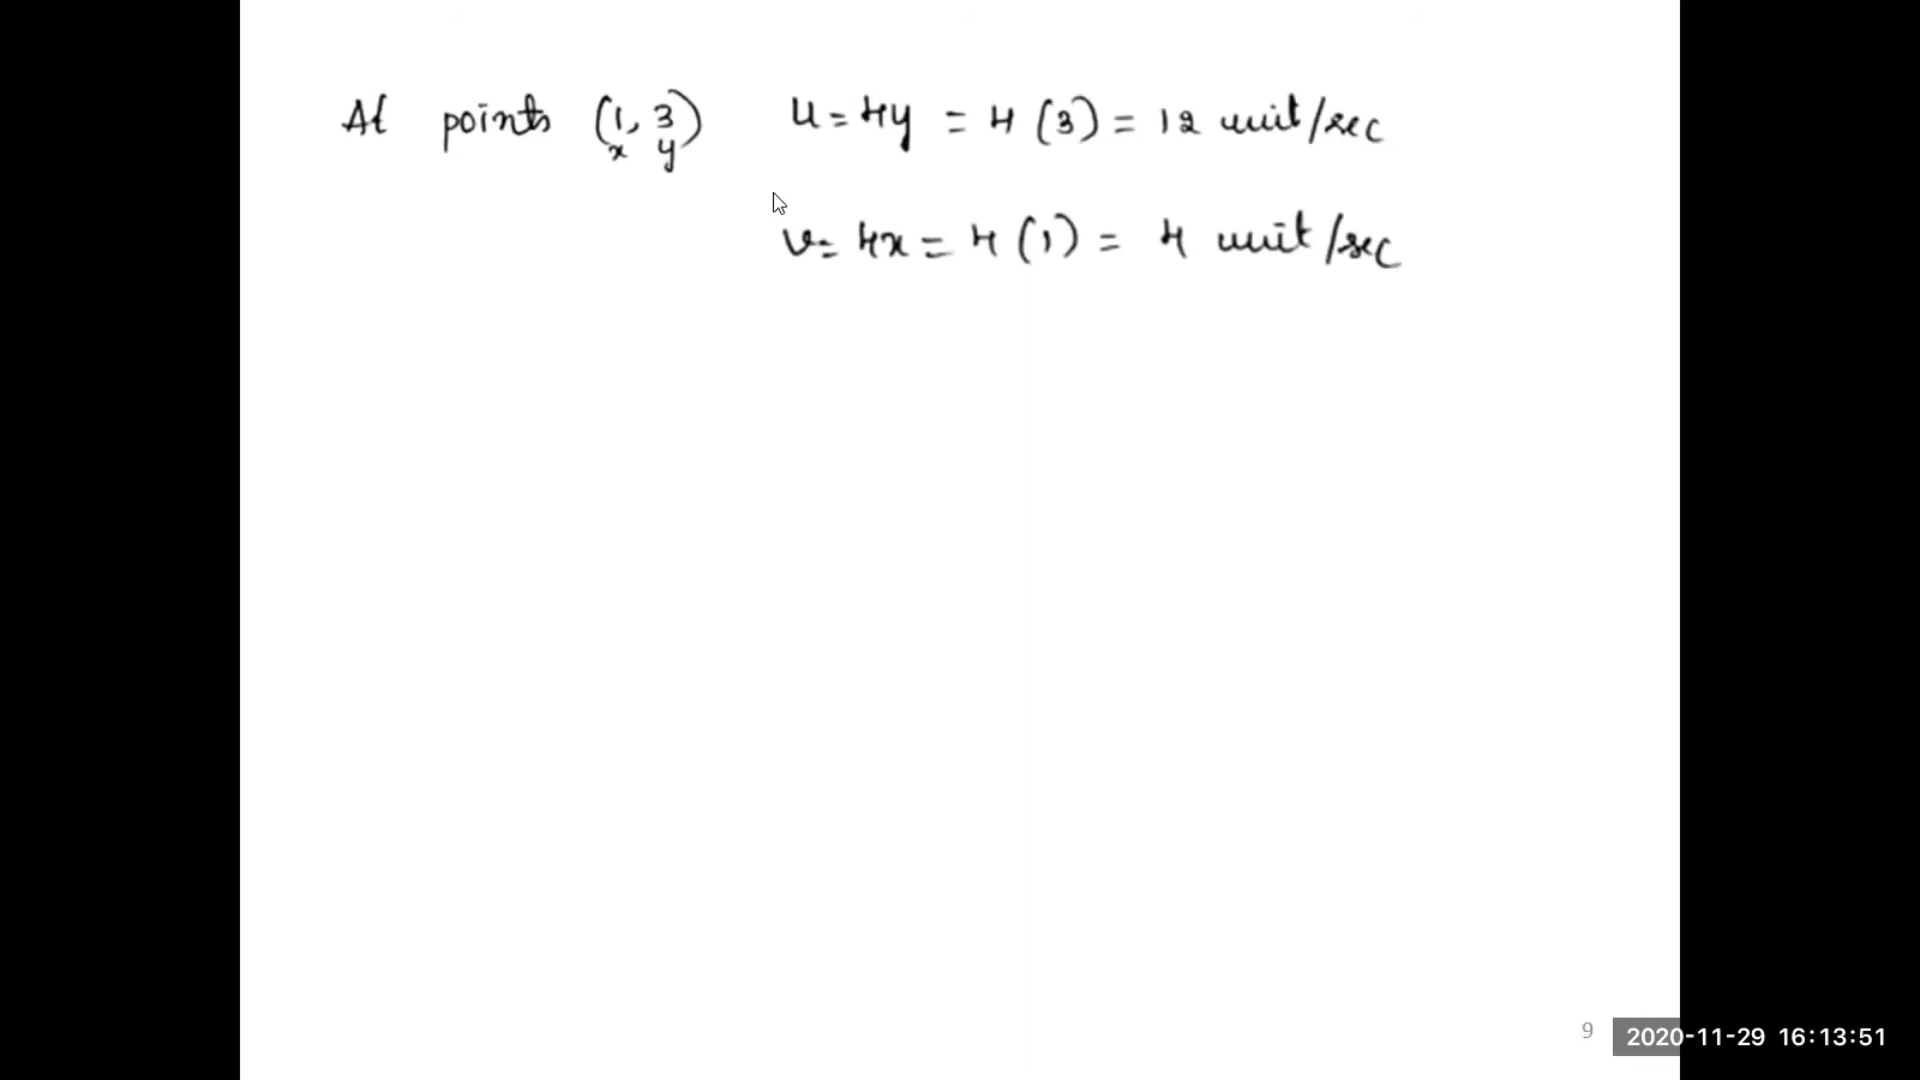 At points (1, 3) u = 4y = 4 (3) = 12 unit/sec
x y
v = 4x = 4 (1) = 4 unit/sec
9
2020-11-29 16:13:51